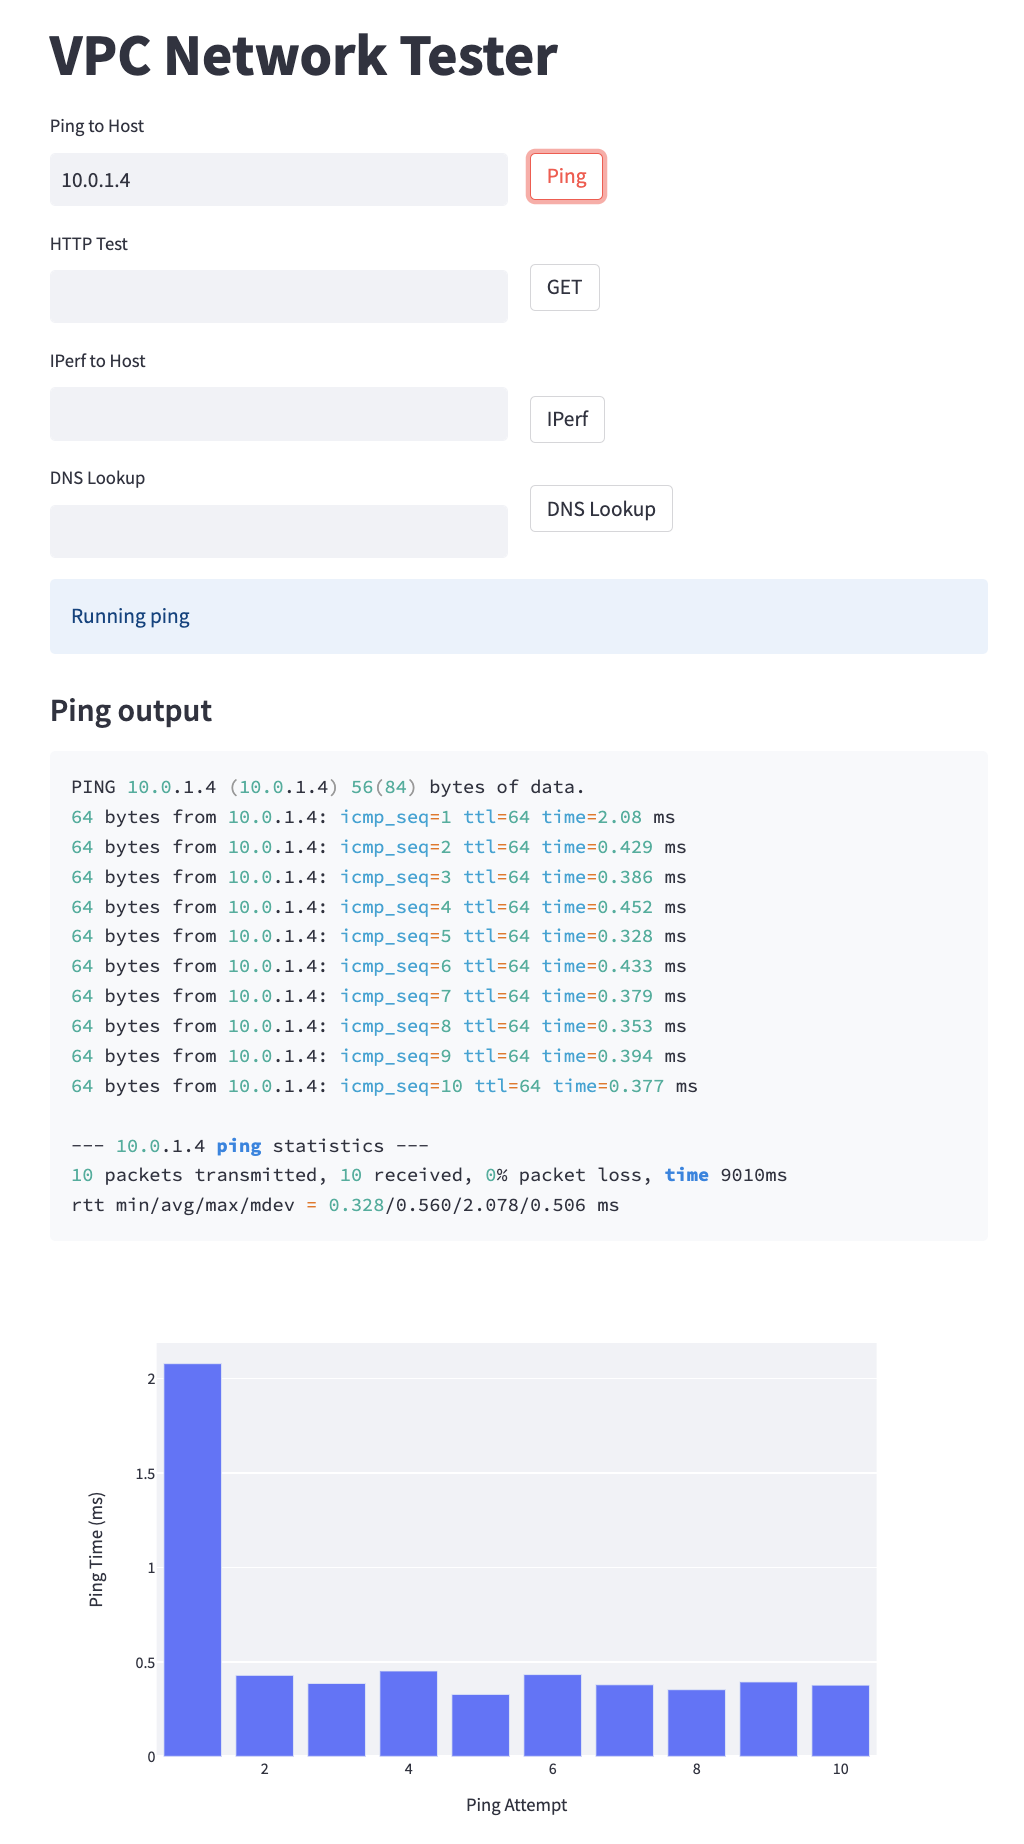 VPC Network Tester
Ping to Host
10.0.1.4
Ping
HTTP Test
GET
IPerf to Host
IPerf
DNS Lookup
DNS Lookup
Running ping
Ping output
PING 10.0.1.4 (10.0.1.4) 56(84) bytes of data.
64 bytes from 10.0.1.4: icmp_seq=1 ttl=64 time=2.08 ms
64 bytes from 10.0.1.4: icmp_seq=2 ttl=64 time=0.429 ms
64 bytes from 10.0.1.4: icmp_seq=3 ttl=64 time=0.386 ms
64 bytes from 10.0.1.4: icmp_seq=4 ttl=64 time=0.452 ms
64 bytes from 10.0.1.4: icmp_seq=5 ttl=64 time=0.328 ms
64 bytes from 10.0.1.4: icmp_seq=6 ttl=64 time=0.433 ms
64 bytes from 10.0.1.4: icmp_seq=7 ttl=64 time=0.379 ms
64 bytes from 10.0.1.4: icmp_seq=8 ttl=64 time=0.353 ms
64 bytes from 10.0.1.4: icmp_seq=9 ttl=64 time=0.394 ms
64 bytes from 10.0.1.4: icmp_seq=10 ttl=64 time=0.377 ms
--- 10.0.1.4 ping statistics ---
10 packets transmitted, 10 received, 0% packet loss, time 9010ms
rtt min/avg/max/mdev = 0.328/0.560/2.078/0.506 ms
Ping Time (ms)
2
1.5
1
0.5
0
2 4 6 8 10
Ping Attempt